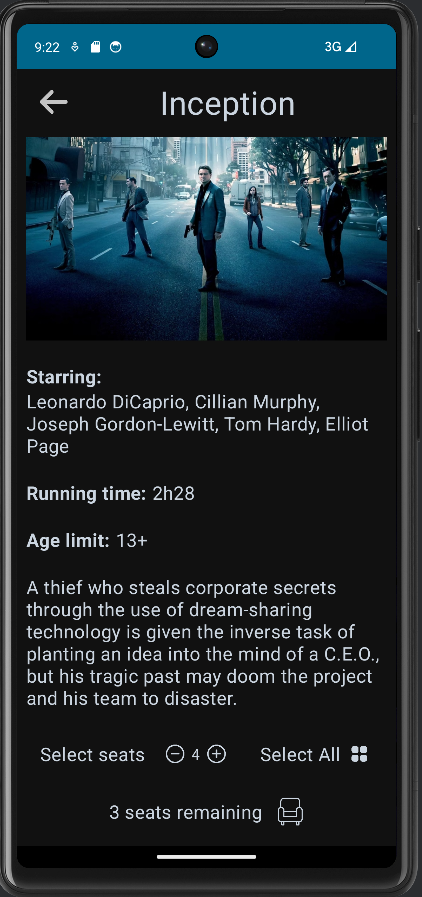 9:22
3G
Inception
Starring:
Leonardo DiCaprio, Cillian Murphy,
Joseph Gordon-Lewitt, Tom Hardy, Elliot
Page
Running time: 2h28
Age limit: 13+
A thief who steals corporate secrets
through the use of dream-sharing
technology is given the inverse task of
planting an idea into the mind of a C.E.O.,
but his tragic past may doom the project
and his team to disaster.
Select seats 4 Select All
3 seats remaining